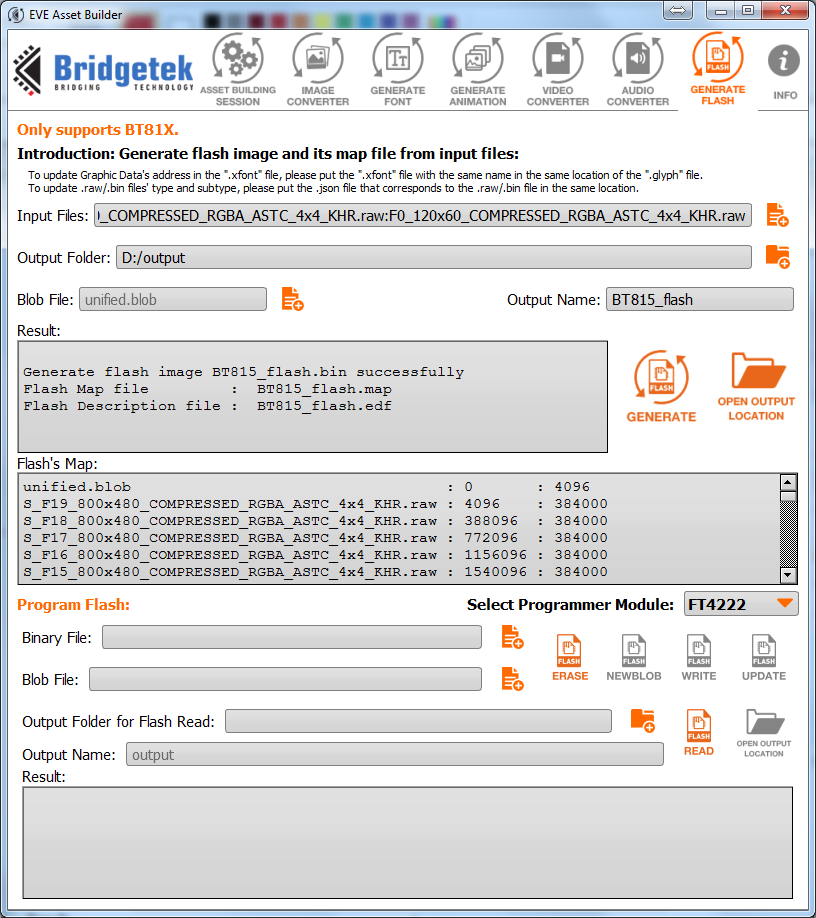 EVE Asset Builder
Bridgetek
BRIDGING TECHNOLOGY
ASSET BUILDING SESSION
IMAGE CONVERTER
GENERATE FONT
GENERATE ANIMATION
VIDEO CONVERTER
AUDIO CONVERTER
FLASH
GENERATE FLASH
INFO
Only supports BT81X.
Introduction: Generate flash image and its map file from input files:
To update Graphic Data's address in the ".xfont" file, please put the ".xfont" file with the same name in the same location of the ".glyph" file.
To update .raw/.bin files' type and subtype, please put the .json file that corresponds to the .raw/.bin file in the same location.
Input Files: _COMPRESSED_RGBA_ASTC_4x4_KHR.raw:F0_120x60_COMPRESSED_RGBA_ASTC_4x4_KHR.raw
Output Folder: D:/output
Blob File: unified.blob Output Name: BT815_flash
Result:
Generate flash image BT815_flash.bin successfully
Flash Map file : BT815_flash.map
Flash Description file : BT815_flash.edf
FLASH
GENERATE
OPEN OUTPUT LOCATION
Flash's Map:
unified.blob : 0 : 4096
S_F19_800x480_COMPRESSED_RGBA_ASTC_4x4_KHR.raw : 4096 : 384000
S_F18_800x480_COMPRESSED_RGBA_ASTC_4x4_KHR.raw : 388096 : 384000
S_F17_800x480_COMPRESSED_RGBA_ASTC_4x4_KHR.raw : 772096 : 384000
S_F16_800x480_COMPRESSED_RGBA_ASTC_4x4_KHR.raw : 1156096 : 384000
S_F15_800x480_COMPRESSED_RGBA_ASTC_4x4_KHR.raw : 1540096 : 384000
Program Flash: Select Programmer Module: FT4222
Binary File:
Blob File:
FLASH
ERASE
FLASH
NEWBLOB
FLASH
WRITE
FLASH
UPDATE
Output Folder for Flash Read:
FLASH
READ
OPEN OUTPUT LOCATION
Output Name: output
Result: